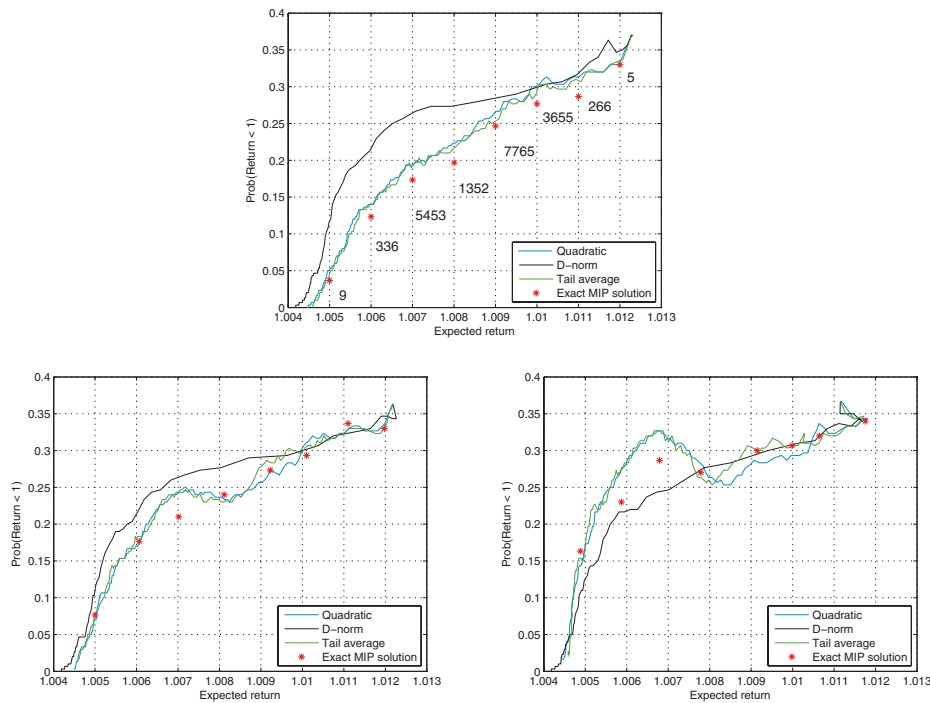 0.4
0.35
0.3
0.25
0.2
0.15
0.1
0.05
0
Prob(Return < 1)
5
266
3655
7765
1352
5453
336
9
Quadratic
D−norm
Tail average
Exact MIP solution
1.004 1.005 1.006 1.007 1.008 1.009 1.01 1.011 1.012 1.013
Expected return
0.4
0.35
0.3
0.25
0.2
0.15
0.1
0.05
0
Prob(Return < 1)
Quadratic
D−norm
Tail average
Exact MIP solution
1.004 1.005 1.006 1.007 1.008 1.009 1.01 1.011 1.012 1.013
Expected return
0.4
0.35
0.3
0.25
0.2
0.15
0.1
0.05
0
Prob(Return < 1)
Quadratic
D−norm
Tail average
Exact MIP solution
1.004 1.005 1.006 1.007 1.008 1.009 1.01 1.011 1.012 1.013
Expected return